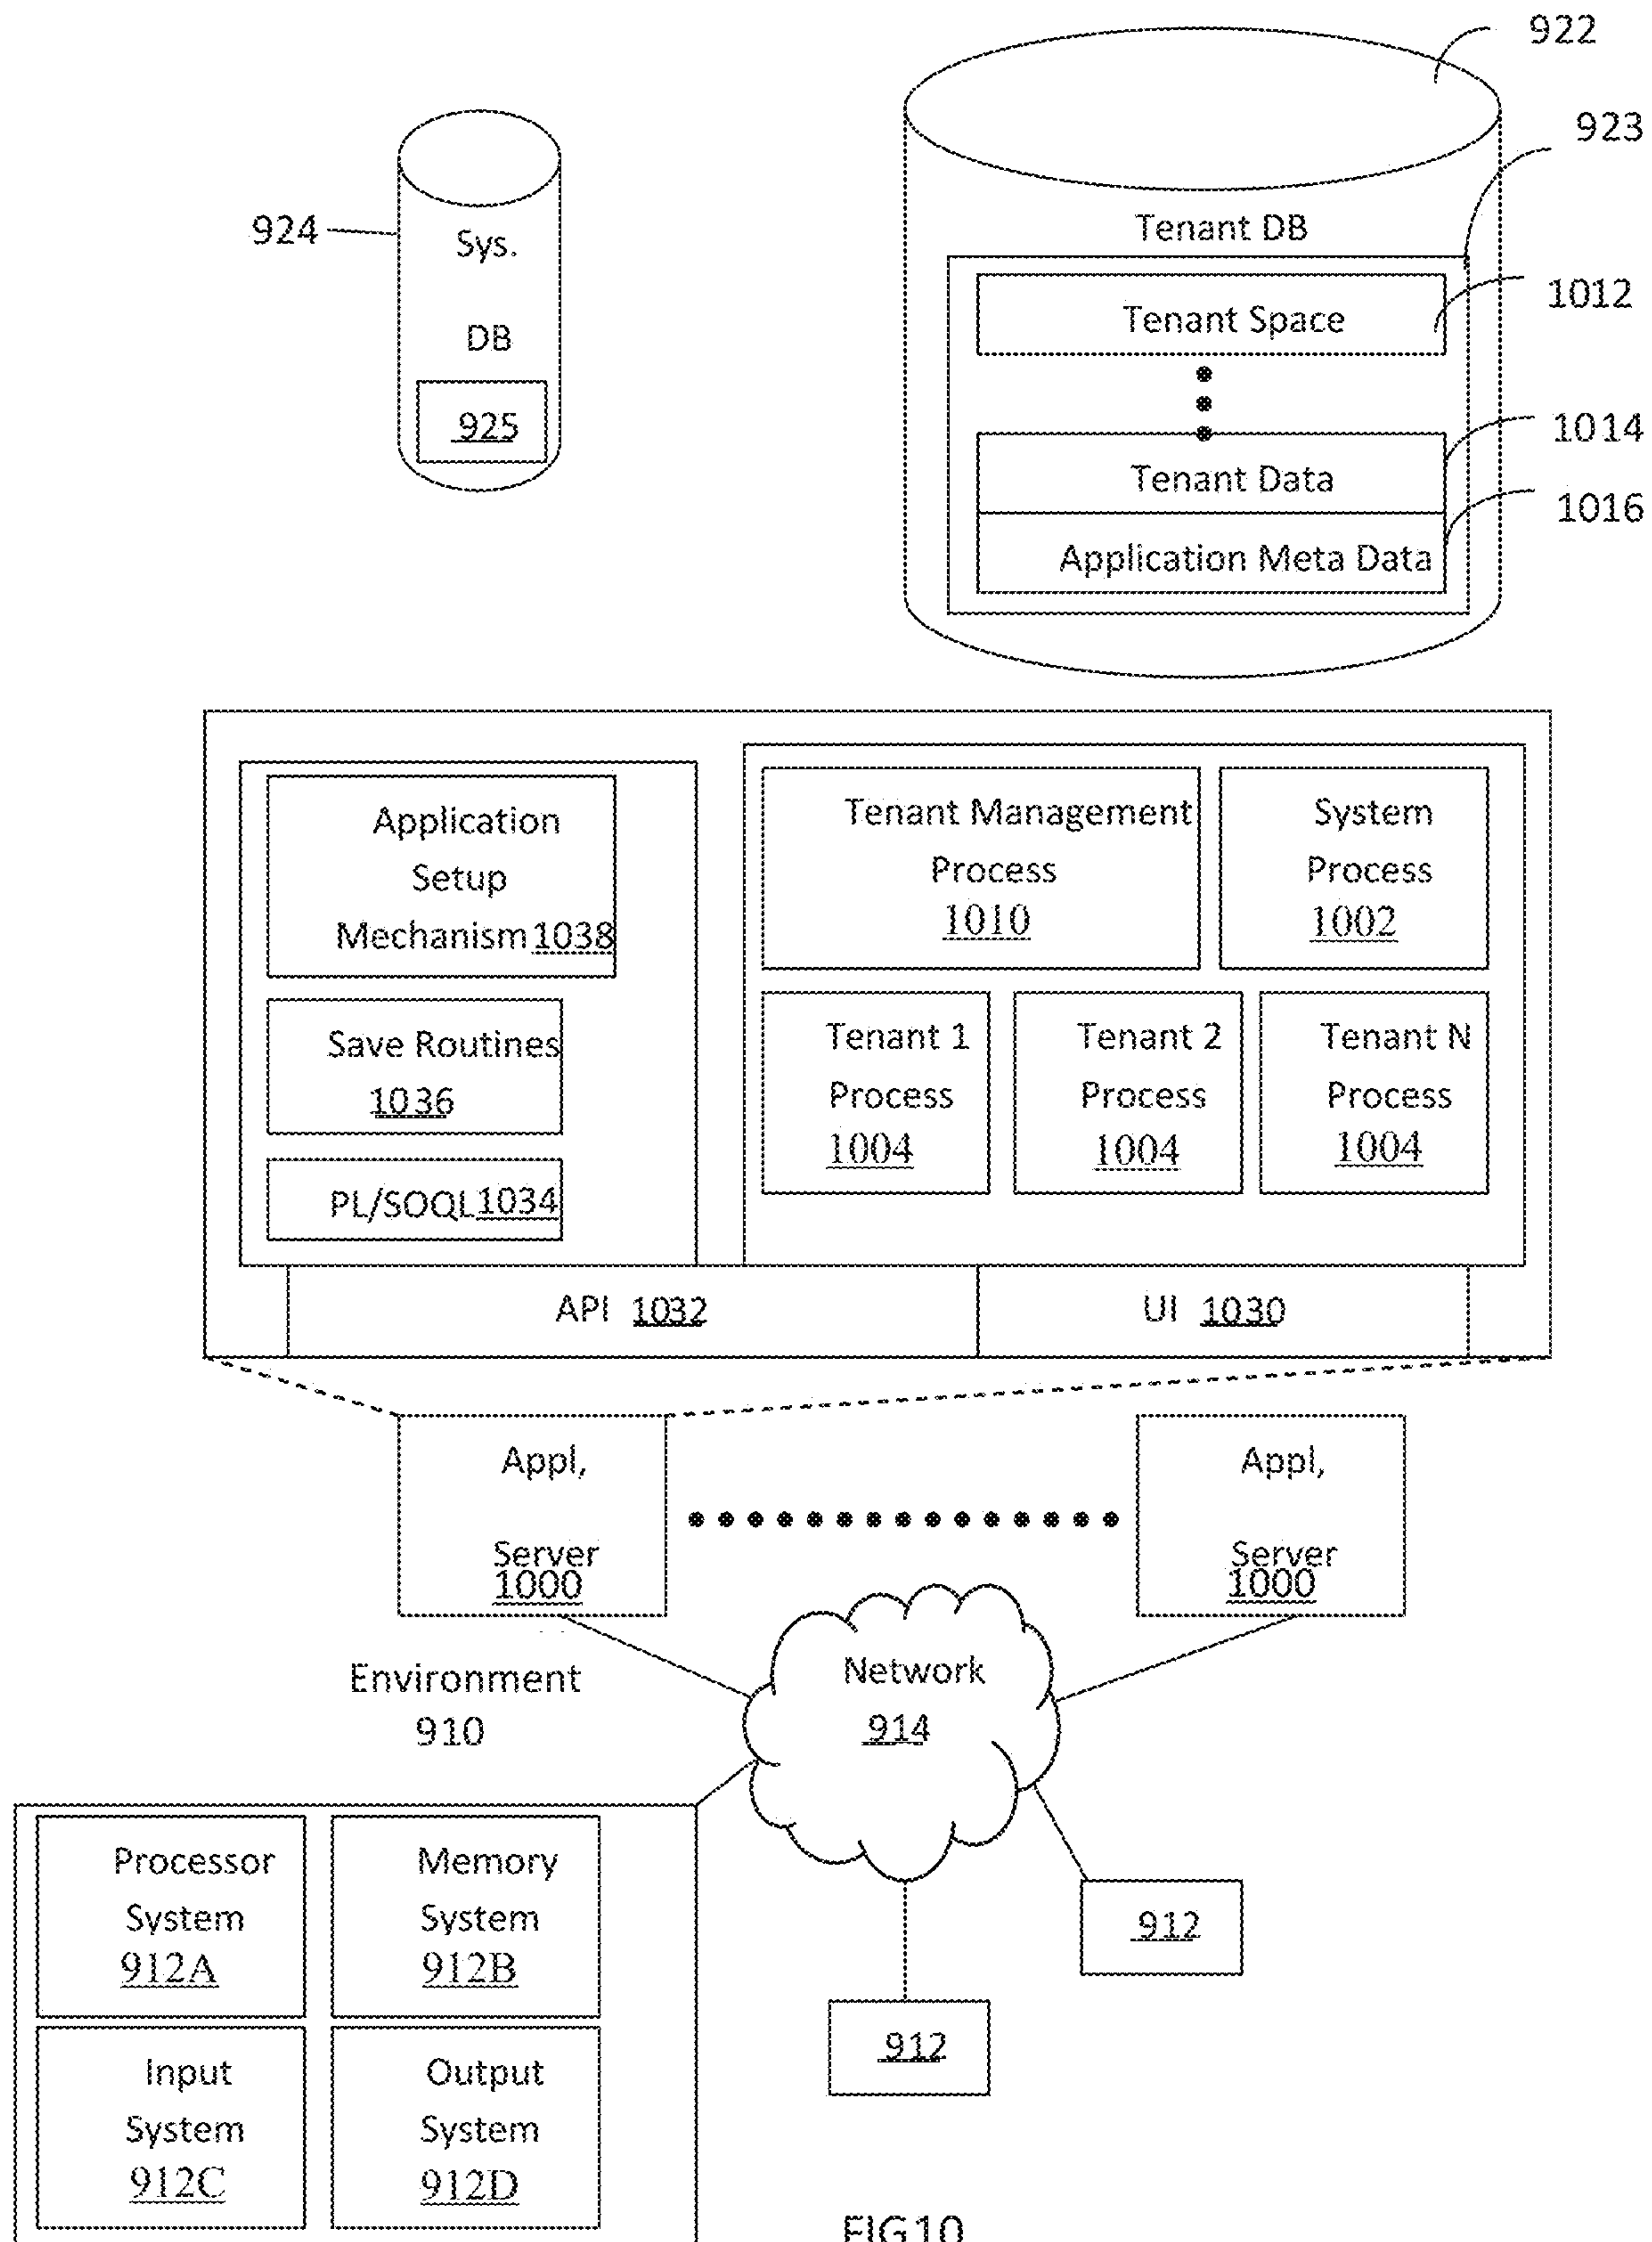 922
923
924
Sys.
DB
925
Tenant DB
Tenant Space
1012
1014
Tenant Data
1016
Application Meta Data
Application
Setup
Mechanism 1038
Save Routines
1036
PL/SOQL 1034
Tenant Management
Process
1010
System
Process
1002
Tenant 1
Process
1004
Tenant 2
Process
1004
Tenant N
Process
1004
API 1032
UI 1030
Appl,
Server
1000
Appl,
Server
1000
Environment
910
Network
914
Processor
System
912A
Memory
System
912B
Input
System
912C
Output
System
912D
912
912
FIG10